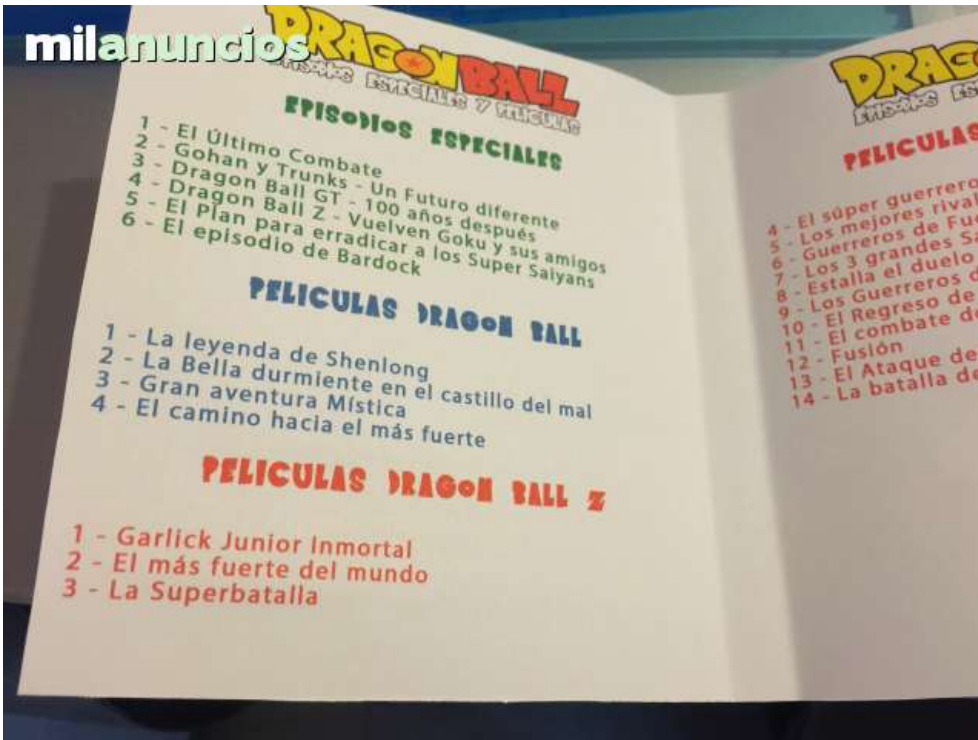 milanuncios
DRAGON BALL
EPISODIOS ESPECIALES Y PELICULAS
EPISODIOS ESPECIALES
1 - El Último Combate
2 - Gohan y Trunks - Un Futuro diferente
3 - Dragon Ball GT - 100 años después
4 - Dragon Ball Z - Vuelven Goku y sus amigos
5 - El Plan para erradicar a los Super Saiyans
6 - El episodio de Bardock
PELICULAS DRAGON BALL
1 - La leyenda de Shenlong
2 - La Bella durmiente en el castillo del mal
3 - Gran aventura Mística
4 - El camino hacia el más fuerte
PELICULAS DRAGON BALL Z
1 - Garlick Junior Inmortal
2 - El más fuerte del mundo
3 - La Superbatalla
EPISODIOS
PELICULAS
4 - El súper guerrero
5 - Los mejores
6 - Guerreros de
7 - Los 3 grandes
8 - Estalla el duelo
9 - Los Guerreros
10 - El Regreso de
11 - El combate
12 - Fusión
13 - El Ataque de
14 - La batalla